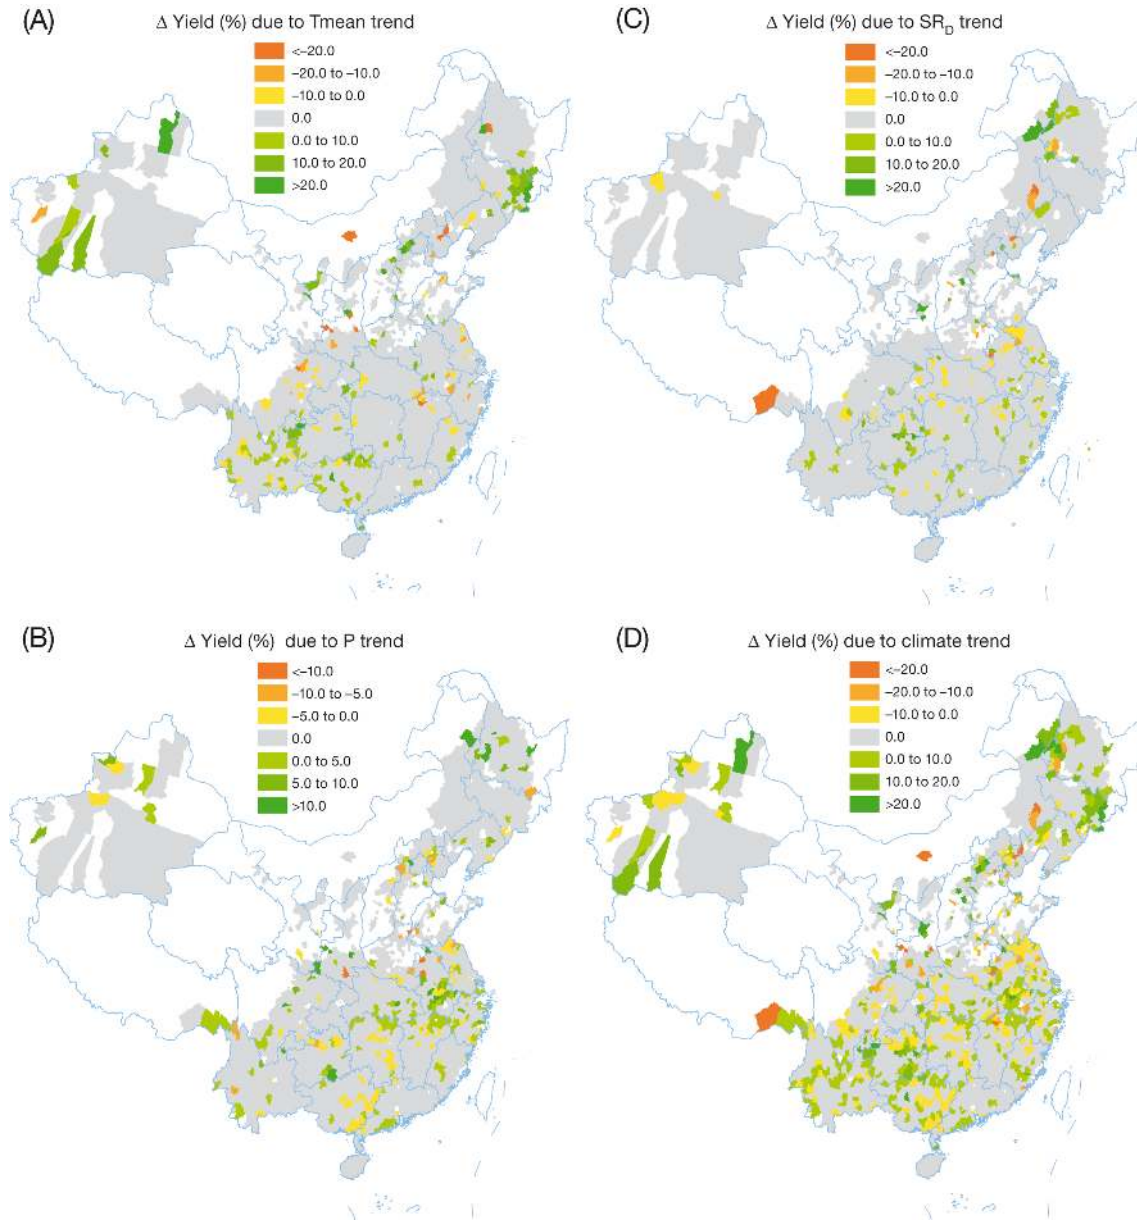 (A)
Δ Yield (%) due to Tmean trend
<–20.0
–20.0 to –10.0
–10.0 to 0.0
0.0
0.0 to 10.0
10.0 to 20.0
>20.0
(C)
Δ Yield (%) due to SR_D trend
<–20.0
–20.0 to –10.0
–10.0 to 0.0
0.0
0.0 to 10.0
10.0 to 20.0
>20.0
(B)
Δ Yield (%) due to P trend
<–10.0
–10.0 to –5.0
–5.0 to 0.0
0.0
0.0 to 5.0
5.0 to 10.0
>10.0
(D)
Δ Yield (%) due to climate trend
<–20.0
–20.0 to –10.0
–10.0 to 0.0
0.0
0.0 to 10.0
10.0 to 20.0
>20.0